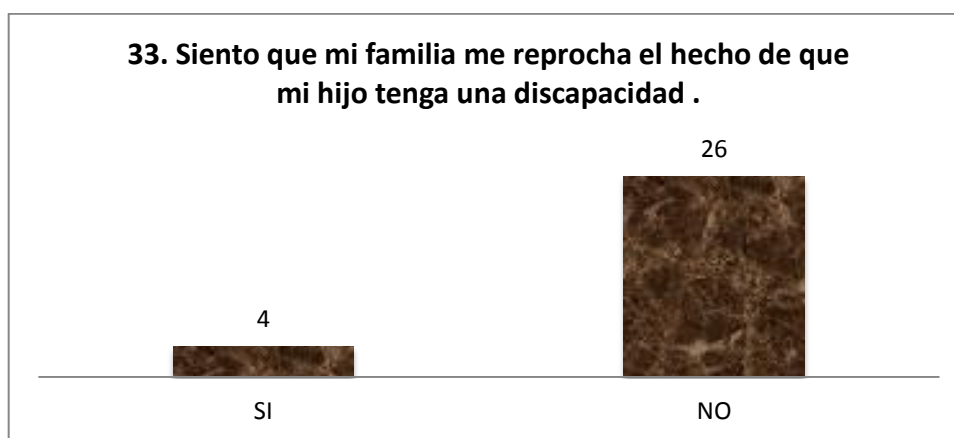 33. Siento que mi familia me reprocha el hecho de que
mi hijo tenga una discapacidad .
26
4
SI
NO